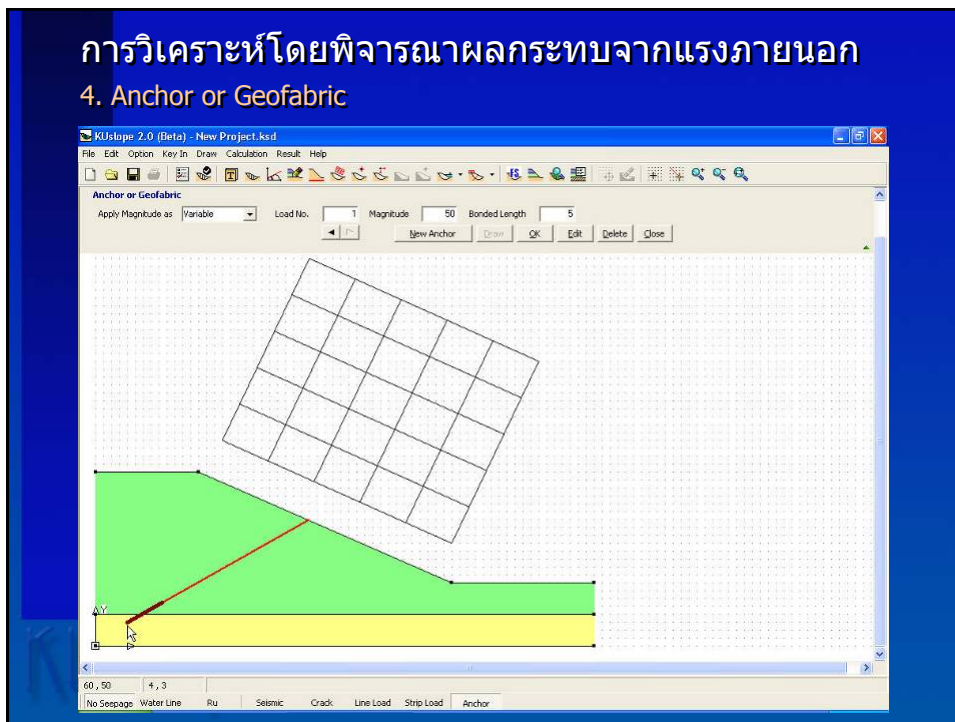 การวิเคราะห์โดยพิจารณาผลกระทบจากแรงภายนอก
4. Anchor or Geofabric
KUslope 2.0 (Beta) - New Project.ksd
File Edit Option Key In Draw Calculation Result Help
Anchor or Geofabric
Apply Magnitude as Variable Load No. 1 Magnitude 50 Bonded Length 5
New Anchor Draw OK Edit Delete Close
Y
60,50 4,3
No Seepage Water Line Ru Seismic Crack Line Load Strip Load Anchor